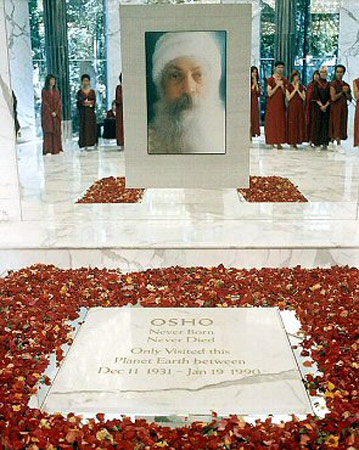 OSHO
Never Born
Never Died
Only Visited this
Planet Earth between
Dec 11 1931 - Jan 19 1990